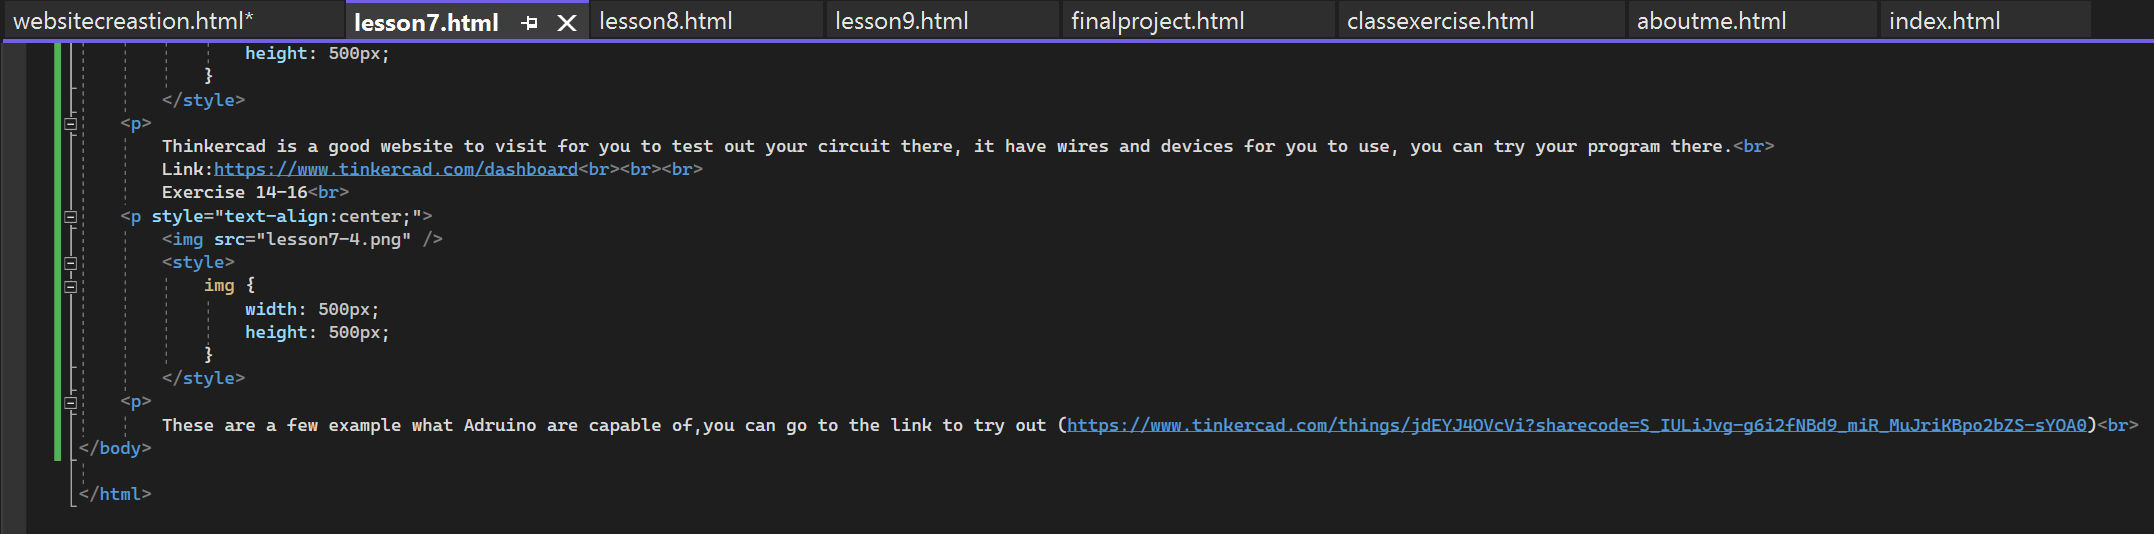 websitecreastion.html* lesson7.html lesson8.html lesson9.html finalproject.html classexercise.html aboutme.html index.html
height: 500px;
}
</style>
<p>
Thinkercad is a good website to visit for you to test out your circuit there, it have wires and devices for you to use, you can try your program there.<br>
Link:https://www.tinkercad.com/dashboard<br><br><br>
Exercise 14-16<br>
<p style="text-align:center;">
<img src="lesson7-4.png" />
<style>
img {
width: 500px;
height: 500px;
}
</style>
<p>
These are a few example what Adruino are capable of,you can go to the link to try out (https://www.tinkercad.com/things/jdEYJ4OVcVi?sharecode=S_IULiJvg-g6i2fNBd9_miR_MuJriKBpo2bZS-sYOA0)<br>
</body>
</html>